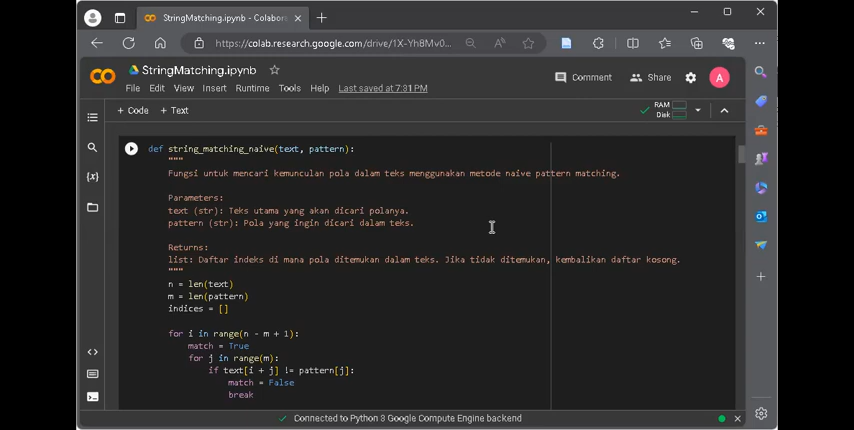 StringMatching.ipynb - Colabora
https://colab.research.google.com/drive/1X-Yh8Mv0...
StringMatching.ipynb
Comment
Share
A
File Edit View Insert Runtime Tools Help Last saved at 7:31 PM
+ Code + Text
RAM
Disk
def string_matching_naive(text, pattern):
"""
Fungsi untuk mencari kemunculan pola dalam teks menggunakan metode naive pattern matching.
Parameters:
text (str): Teks utama yang akan dicari polanya.
pattern (str): Pola yang ingin dicari dalam teks.
Returns:
list: Daftar indeks di mana pola ditemukan dalam teks. Jika tidak ditemukan, kembalikan daftar kosong.
"""
n = len(text)
m = len(pattern)
indices = []
for i in range(n - m + 1):
match = True
for j in range(m):
if text[i + j] != pattern[j]:
match = False
break
Connected to Python 3 Google Compute Engine backend